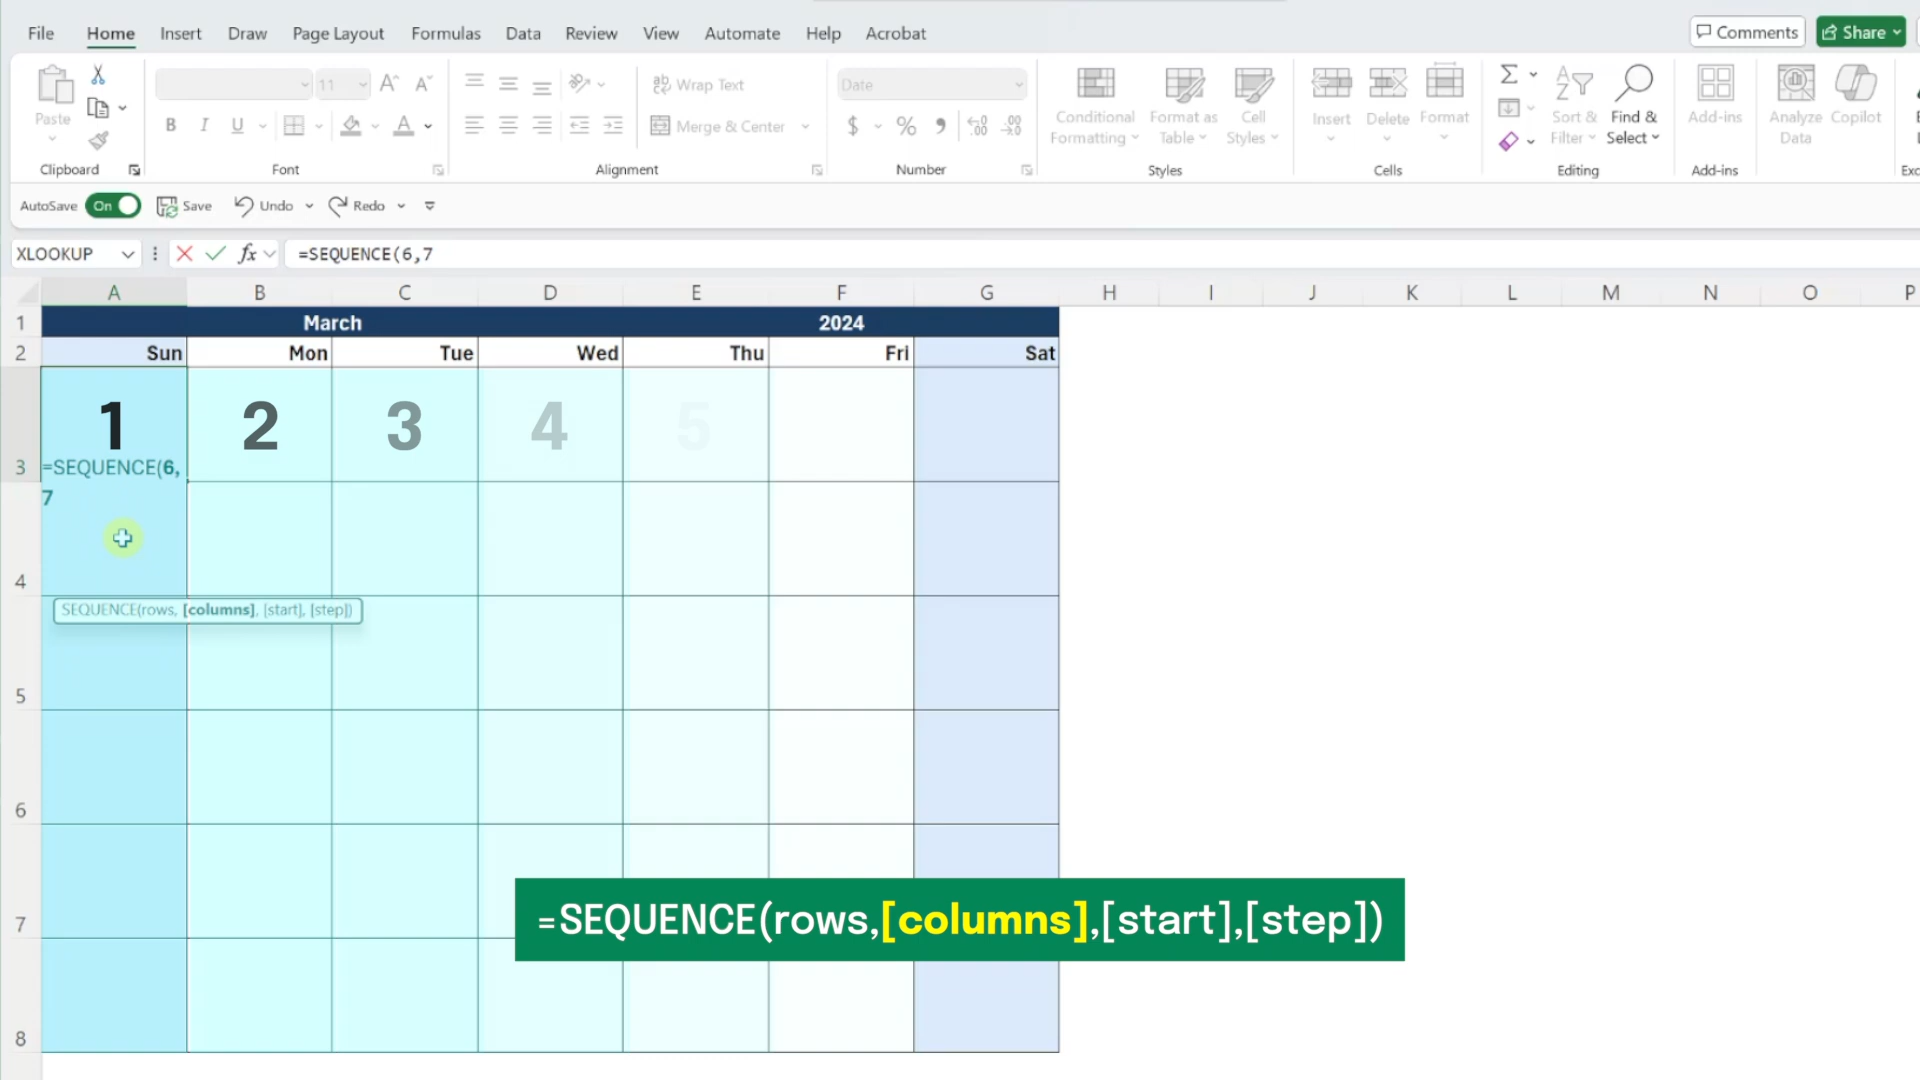 File Home Insert Draw Page Layout Formulas Data Review View Automate Help Acrobat Comments Share
11 Wrap Text Date
Paste B I U Merge & Center $ % Conditional Formatting Format as Table Cell Styles Insert Delete Format Sort & Filter Find & Select Add-ins Analyze Data Copilot
Clipboard Font Alignment Number Styles Cells Editing Add-ins
AutoSave On Save Undo Redo
XLOOKUP fx =SEQUENCE(6,7
A B C D E F G H I J K L M N O P
1 March 2024
2 Sun Mon Tue Wed Thu Fri Sat
1 2 3 4 5
3 =SEQUENCE(6,
7
4
SEQUENCE(rows, [columns], [start], [step])
5
6
7
=SEQUENCE(rows,[columns],[start],[step])
8